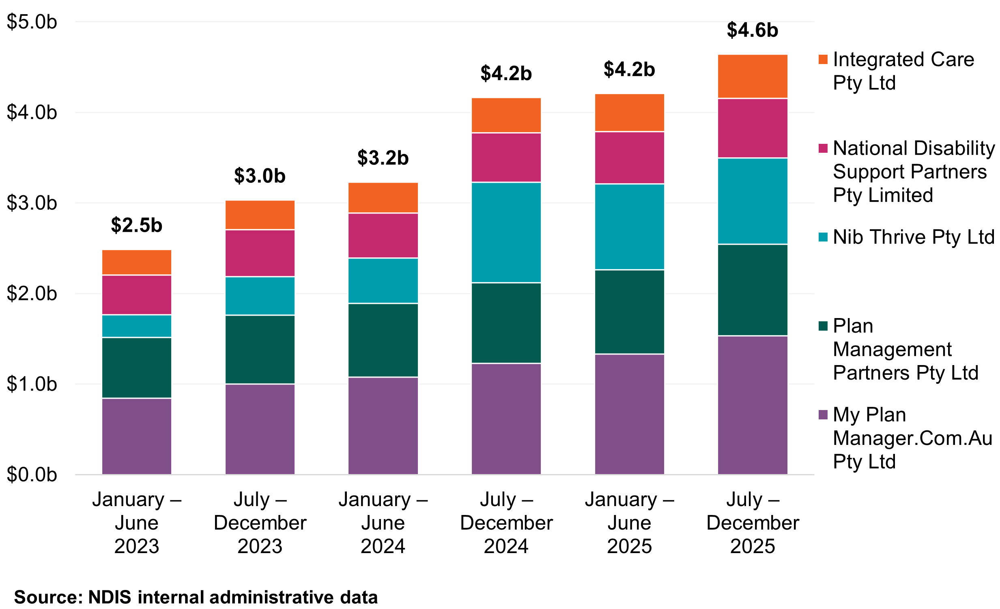 $5.0b
$4.0b
$3.0b
$2.0b
$1.0b
$0.0b
$2.5b
$3.0b
$3.2b
$4.2b
$4.2b
$4.6b
January –
June
2023
July –
December
2023
January –
June
2024
July –
December
2024
January –
June
2025
July –
December
2025
Integrated Care
Pty Ltd
National Disability
Support Partners
Pty Limited
Nib Thrive Pty Ltd
Plan
Management
Partners Pty Ltd
My Plan
Manager.Com.Au
Pty Ltd
Source: NDIS internal administrative data